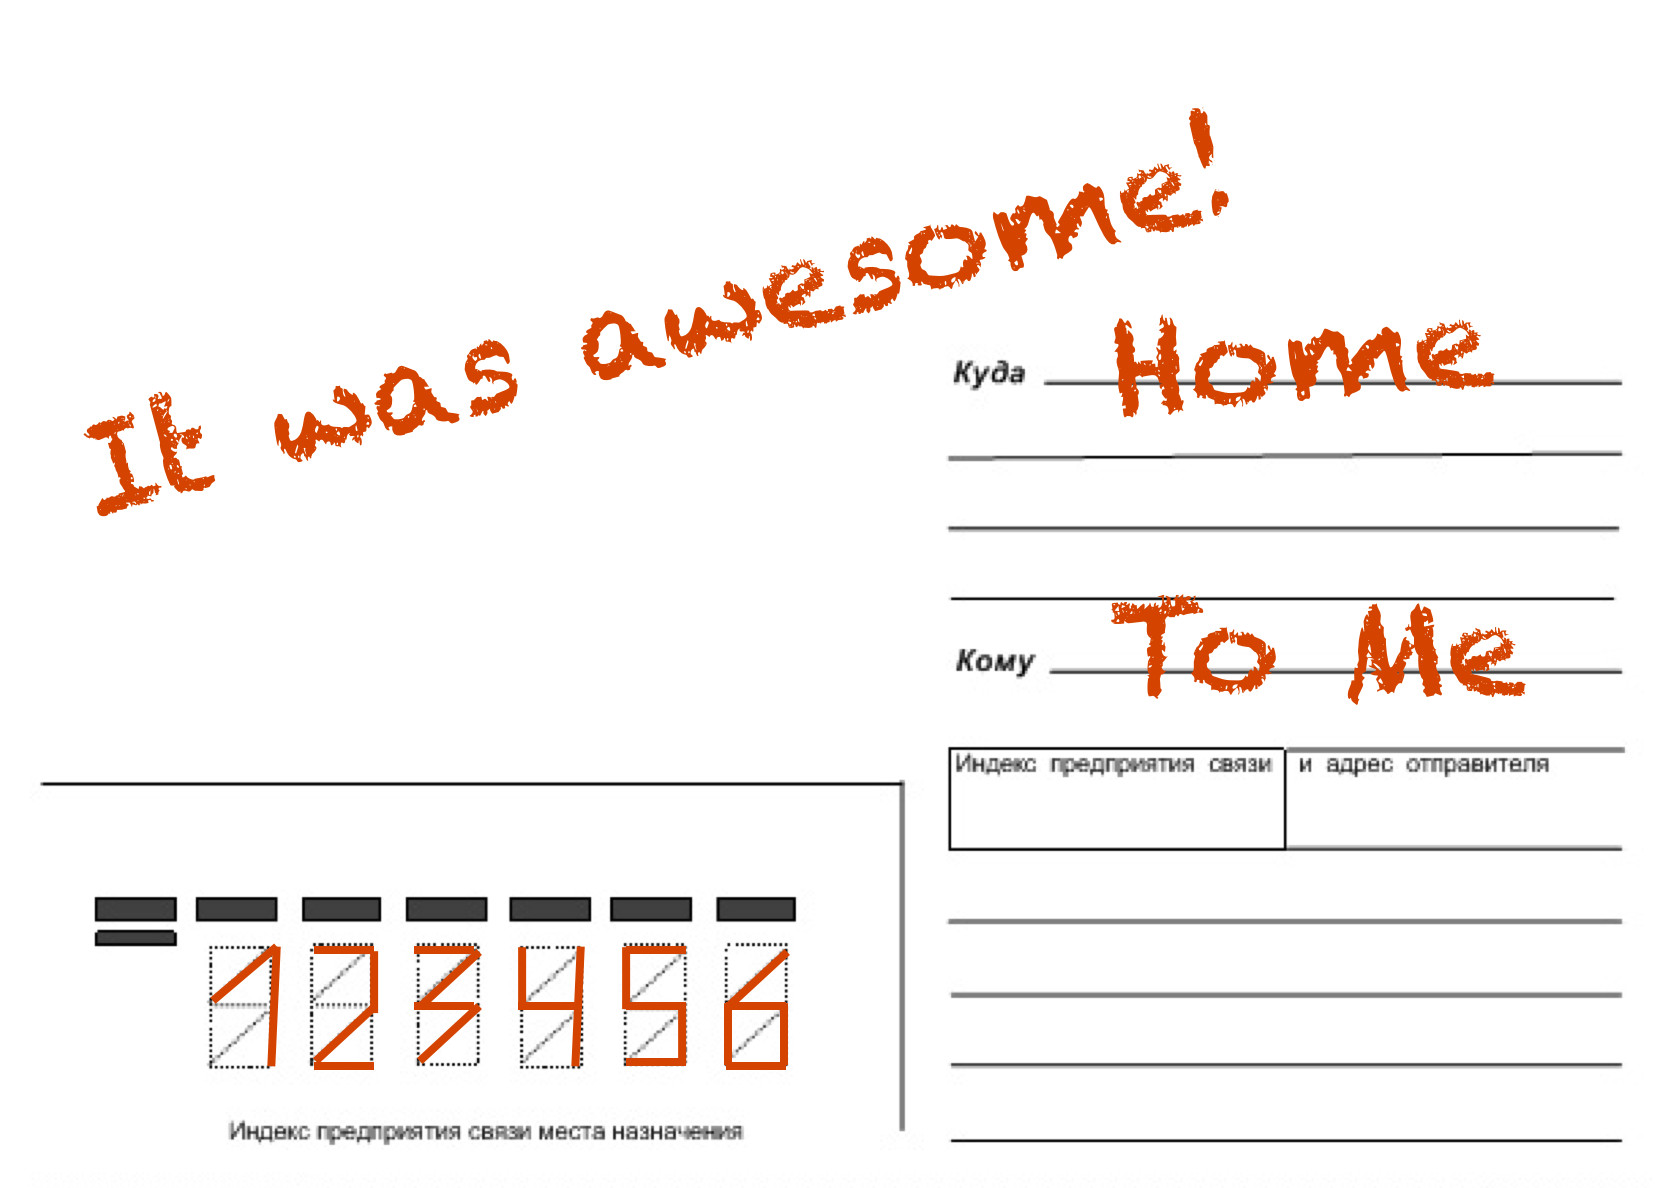 It was awesome!
Куда Home
Кому To Me
Индекс предприятия связи и адрес отправителя
123456
Индекс предприятия связи места назначения